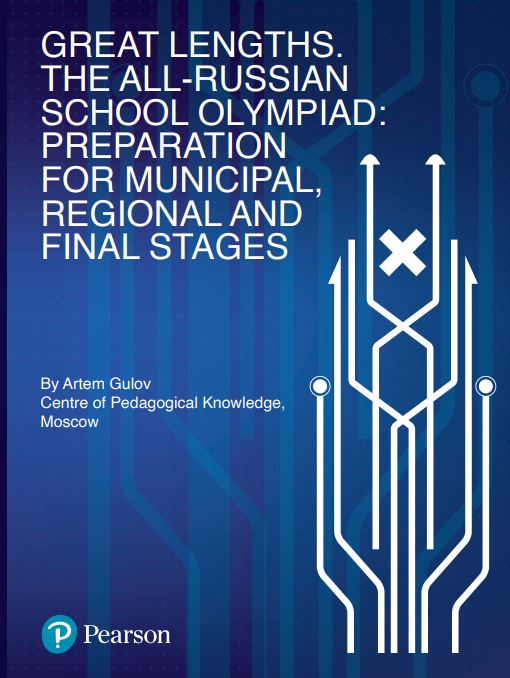 GREAT LENGTHS.
THE ALL-RUSSIAN
SCHOOL OLYMPIAD:
PREPARATION
FOR MUNICIPAL,
REGIONAL AND
FINAL STAGES
By Artem Gulov
Centre of Pedagogical Knowledge,
Moscow
Pearson